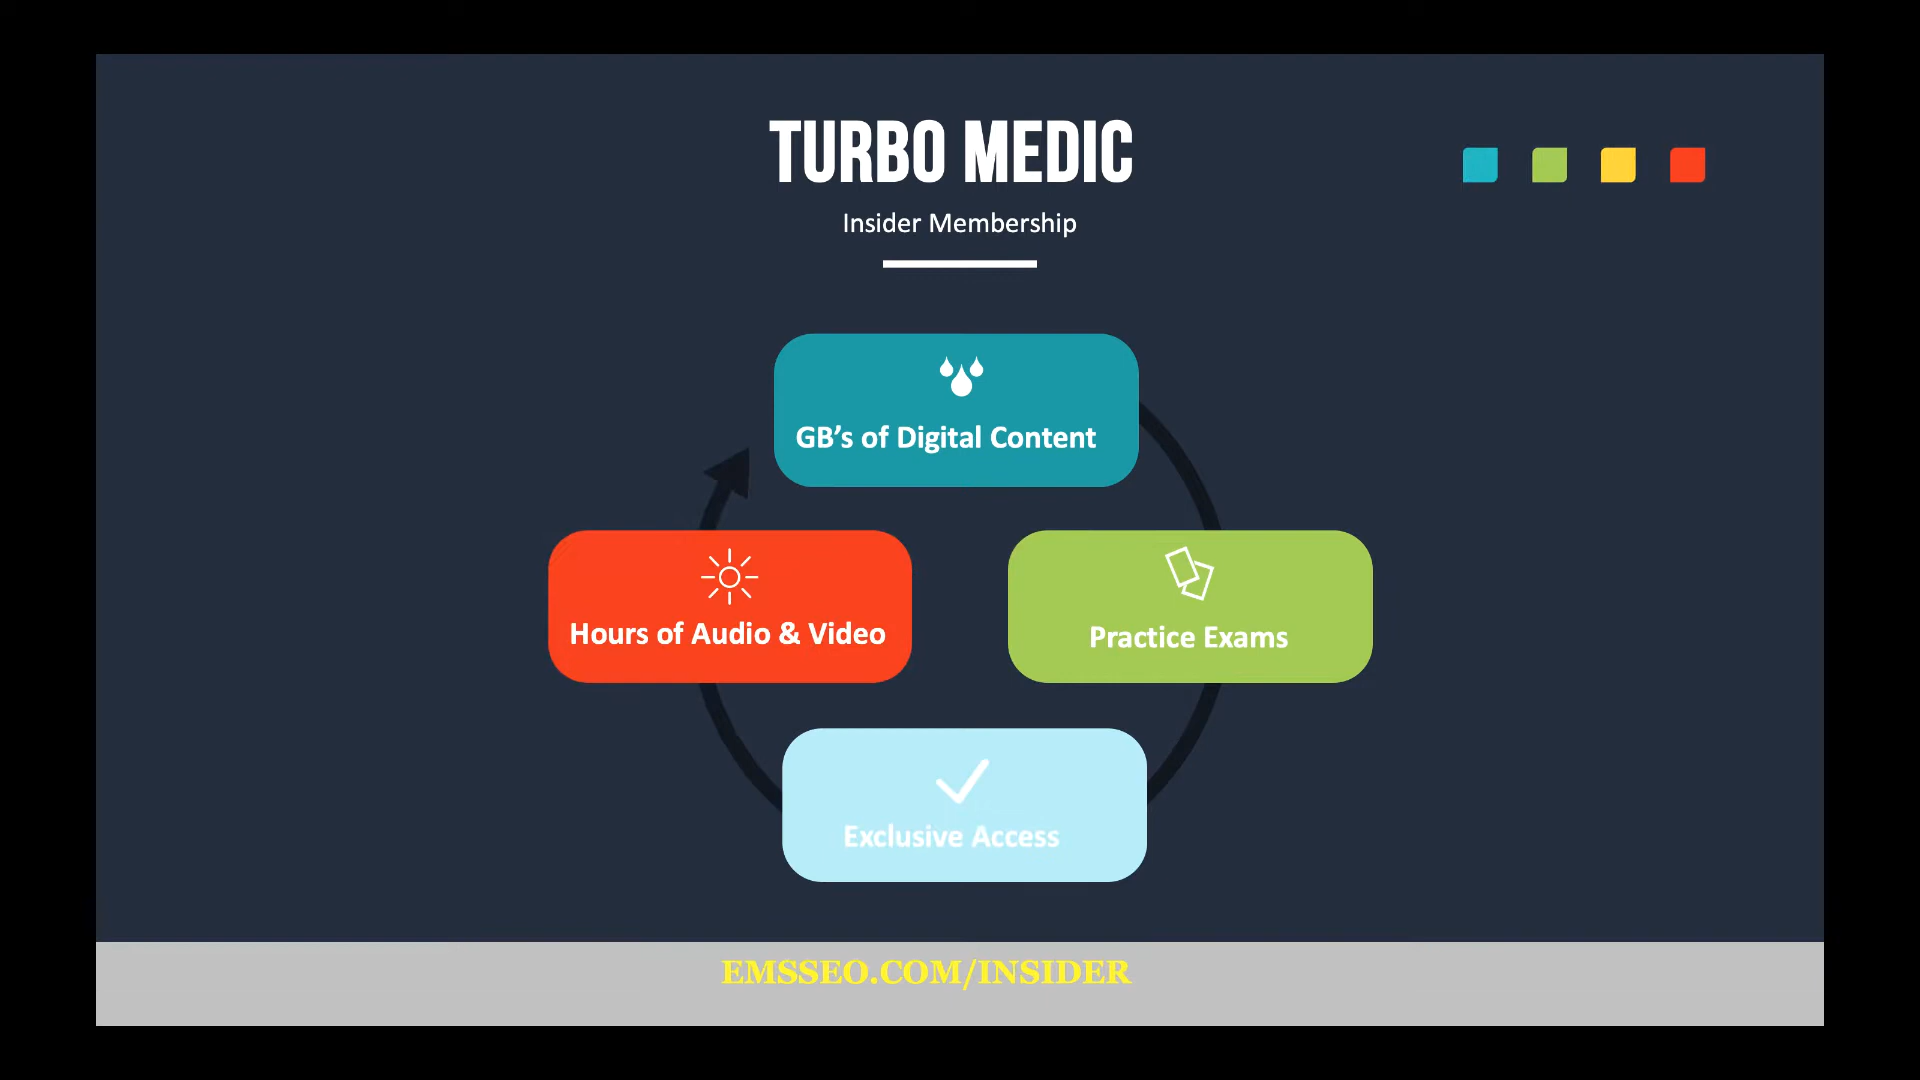 TURBO MEDIC
Insider Membership
GB’s of Digital Content
Hours of Audio & Video
Practice Exams
Exclusive Access
EMSSEO.COM/INSIDER